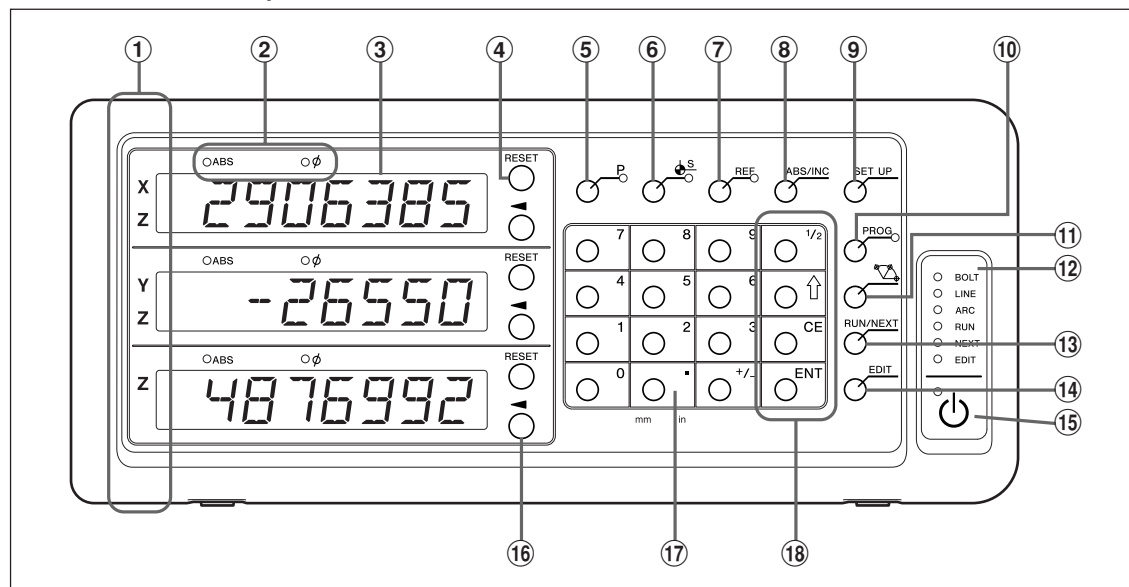 ① ② ③ ④ ⑤ ⑥ ⑦ ⑧ ⑨ ⑩
ABS ϕ RESET P S REF ABS/INC SET UP
X 2906385
Z
PROG
⑪
ABS ϕ RESET
Y -26550
Z
7 8 9 1/2
4 5 6 ⇧
1 2 3 CE
0 . +/- ENT
mm in
RUN/NEXT ⑬
EDIT ⑭
⑫
BOLT
LINE
ARC
RUN
NEXT
EDIT
⑮
ABS ϕ RESET
Z 4876992
⑯ ⑰ ⑱